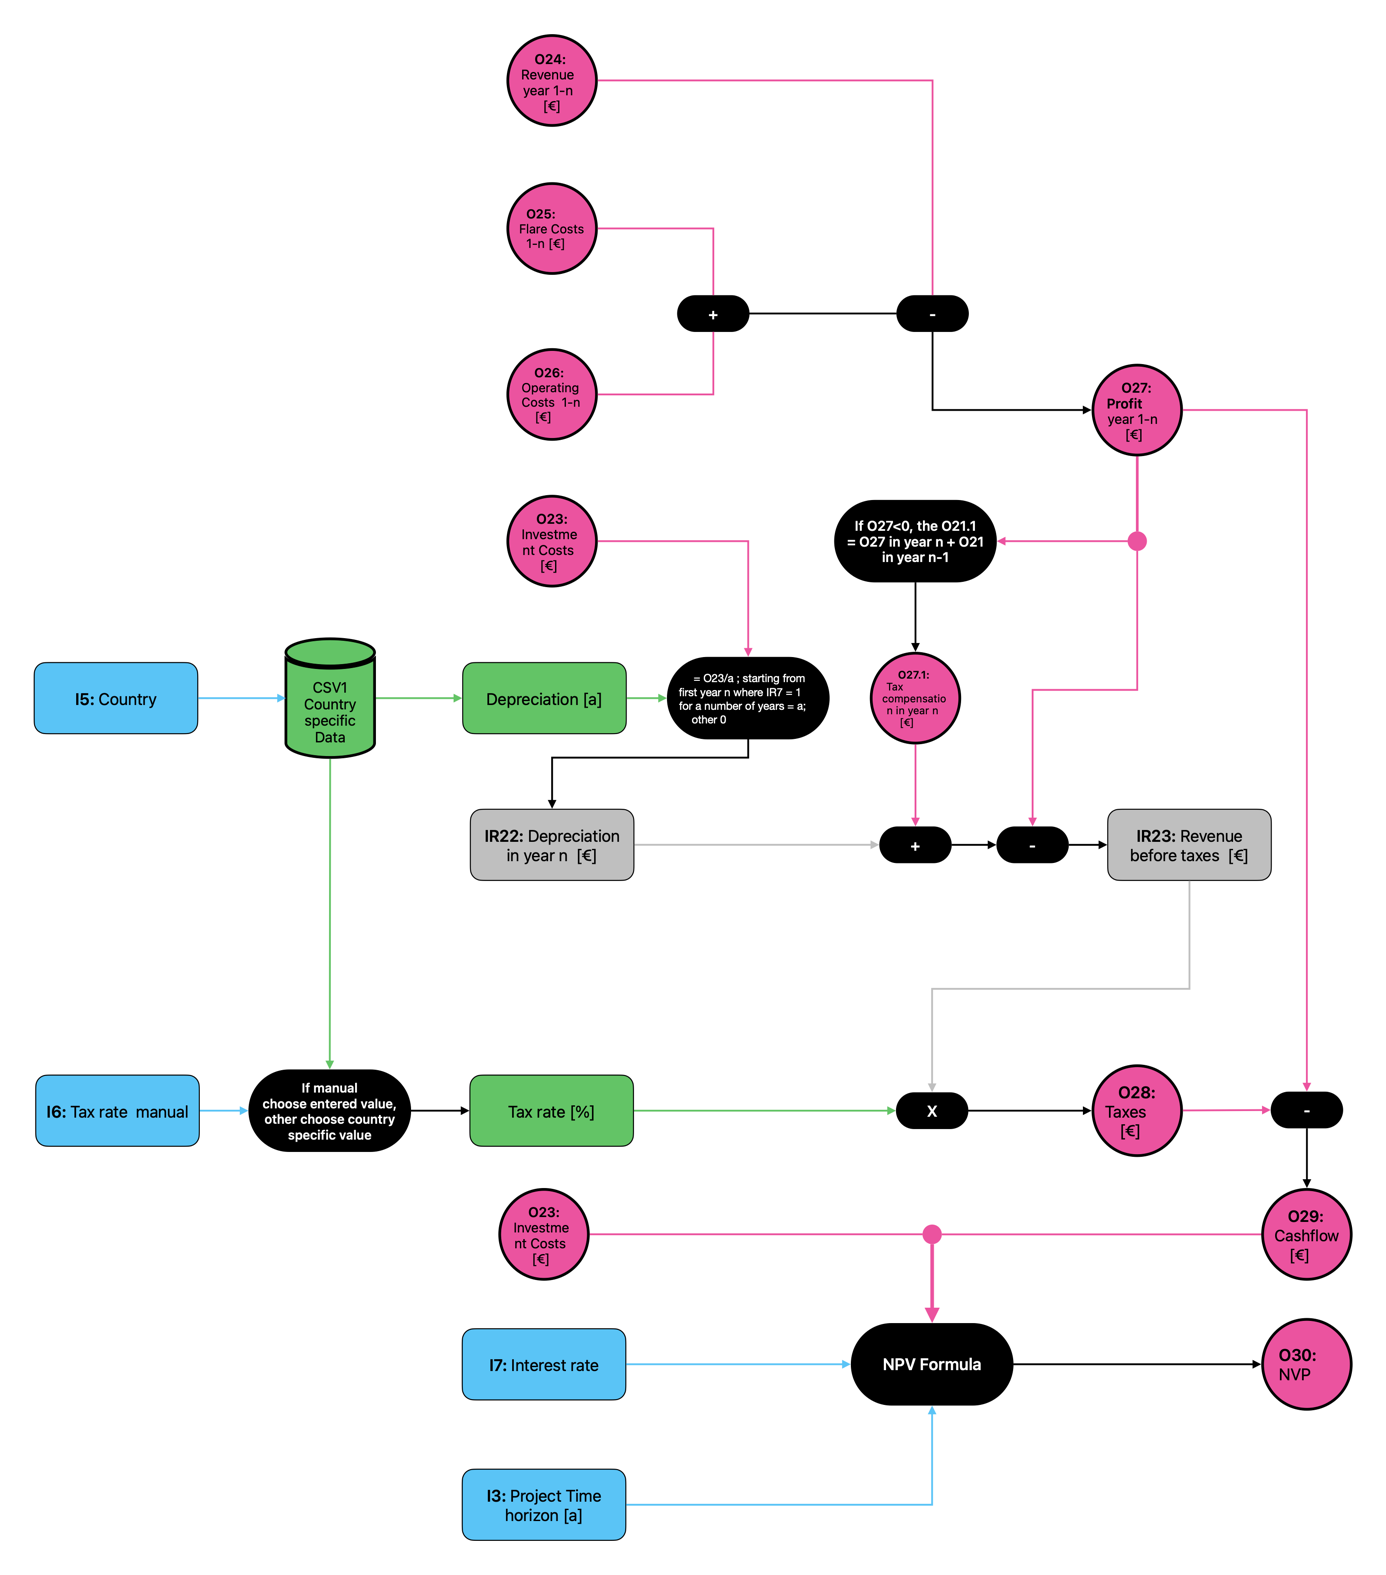 O24:
Revenue
year 1-n
[€]
O25:
Flare Costs
1-n [€]
+
-
O26:
Operating
Costs 1-n
[€]
O27:
Profit
year 1-n
[€]
O23:
Investme
nt Costs
[€]
If O27<0, the O21.1
= O27 in year n + O21
in year n-1
I5: Country
CSV1
Country
specific
Data
Depreciation [a]
= O23/a ; starting from
first year n where IR7 = 1
for a number of years = a;
other 0
O27.1:
Tax
compensatio
n in year n
[€]
IR22: Depreciation
in year n [€]
+
-
IR23: Revenue
before taxes [€]
I6: Tax rate manual
If manual
choose entered value,
other choose country
specific value
Tax rate [%]
X
O28:
Taxes
[€]
-
O23:
Investme
nt Costs
[€]
O29:
Cashflow
[€]
I7: Interest rate
NPV Formula
O30:
NVP
I3: Project Time
horizon [a]